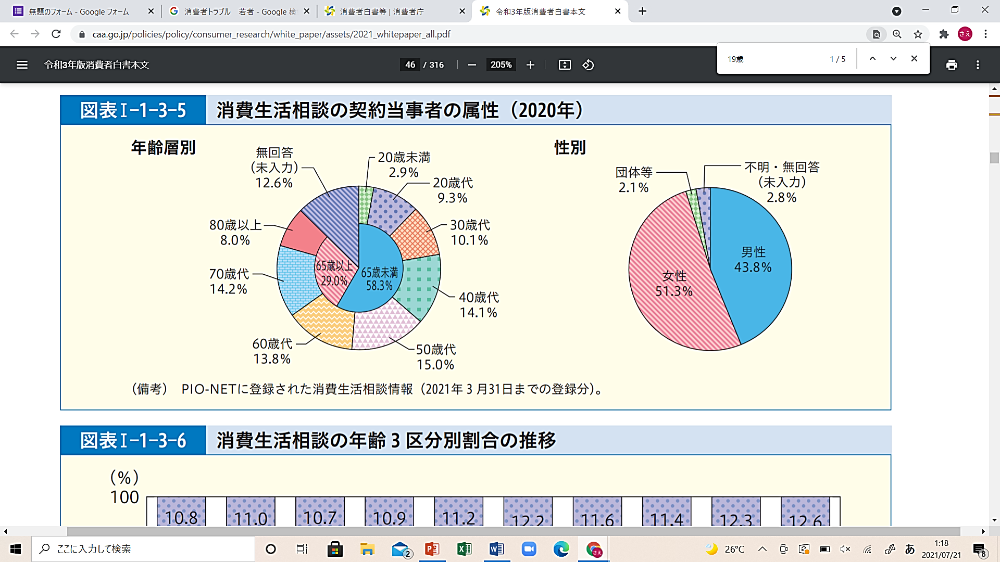 無題のフォーム - Google フォーム
消費者トラブル　若者 - Google 検
消費者白書等 | 消費者庁
令和3年版消費者白書本文
caa.go.jp/policies/policy/consumer_research/white_paper/assets/2021_whitepaper_all.pdf
さえ
19歳
1 / 5
令和3年版消費者白書本文
46 / 316
205%
図表Ⅰ-1-3-5　消費生活相談の契約当事者の属性（2020年）
年齢層別
無回答
（未入力）
12.6%
20歳未満
2.9%
20歳代
9.3%
30歳代
10.1%
40歳代
14.1%
50歳代
15.0%
60歳代
13.8%
70歳代
14.2%
80歳以上
8.0%
65歳以上
29.0%
65歳未満
58.3%
性別
団体等
2.1%
不明・無回答
（未入力）
2.8%
男性
43.8%
女性
51.3%
（備考）　PIO-NETに登録された消費生活相談情報（2021年３月31日までの登録分）。
図表Ⅰ-1-3-6　消費生活相談の年齢３区分別割合の推移
（%）
100
10.8 11.0 10.7 10.9 11.2 12.2 11.6 11.4 12.3 12.6
ここに入力して検索
2
さえ
26°C
あ
1:18
2021/07/21
8